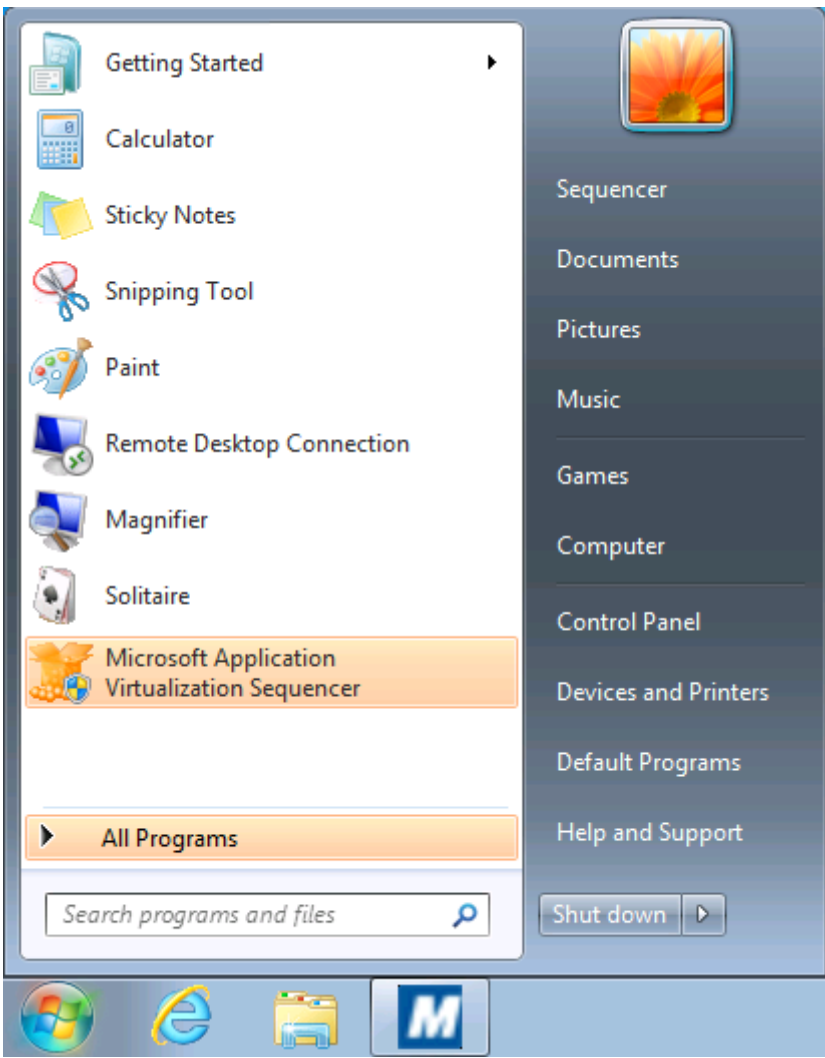 Getting Started
Calculator
Sticky Notes
Snipping Tool
Paint
Remote Desktop Connection
Magnifier
Solitaire
Microsoft Application
Virtualization Sequencer
All Programs
Search programs and files
Sequencer
Documents
Pictures
Music
Games
Computer
Control Panel
Devices and Printers
Default Programs
Help and Support
Shut down
M